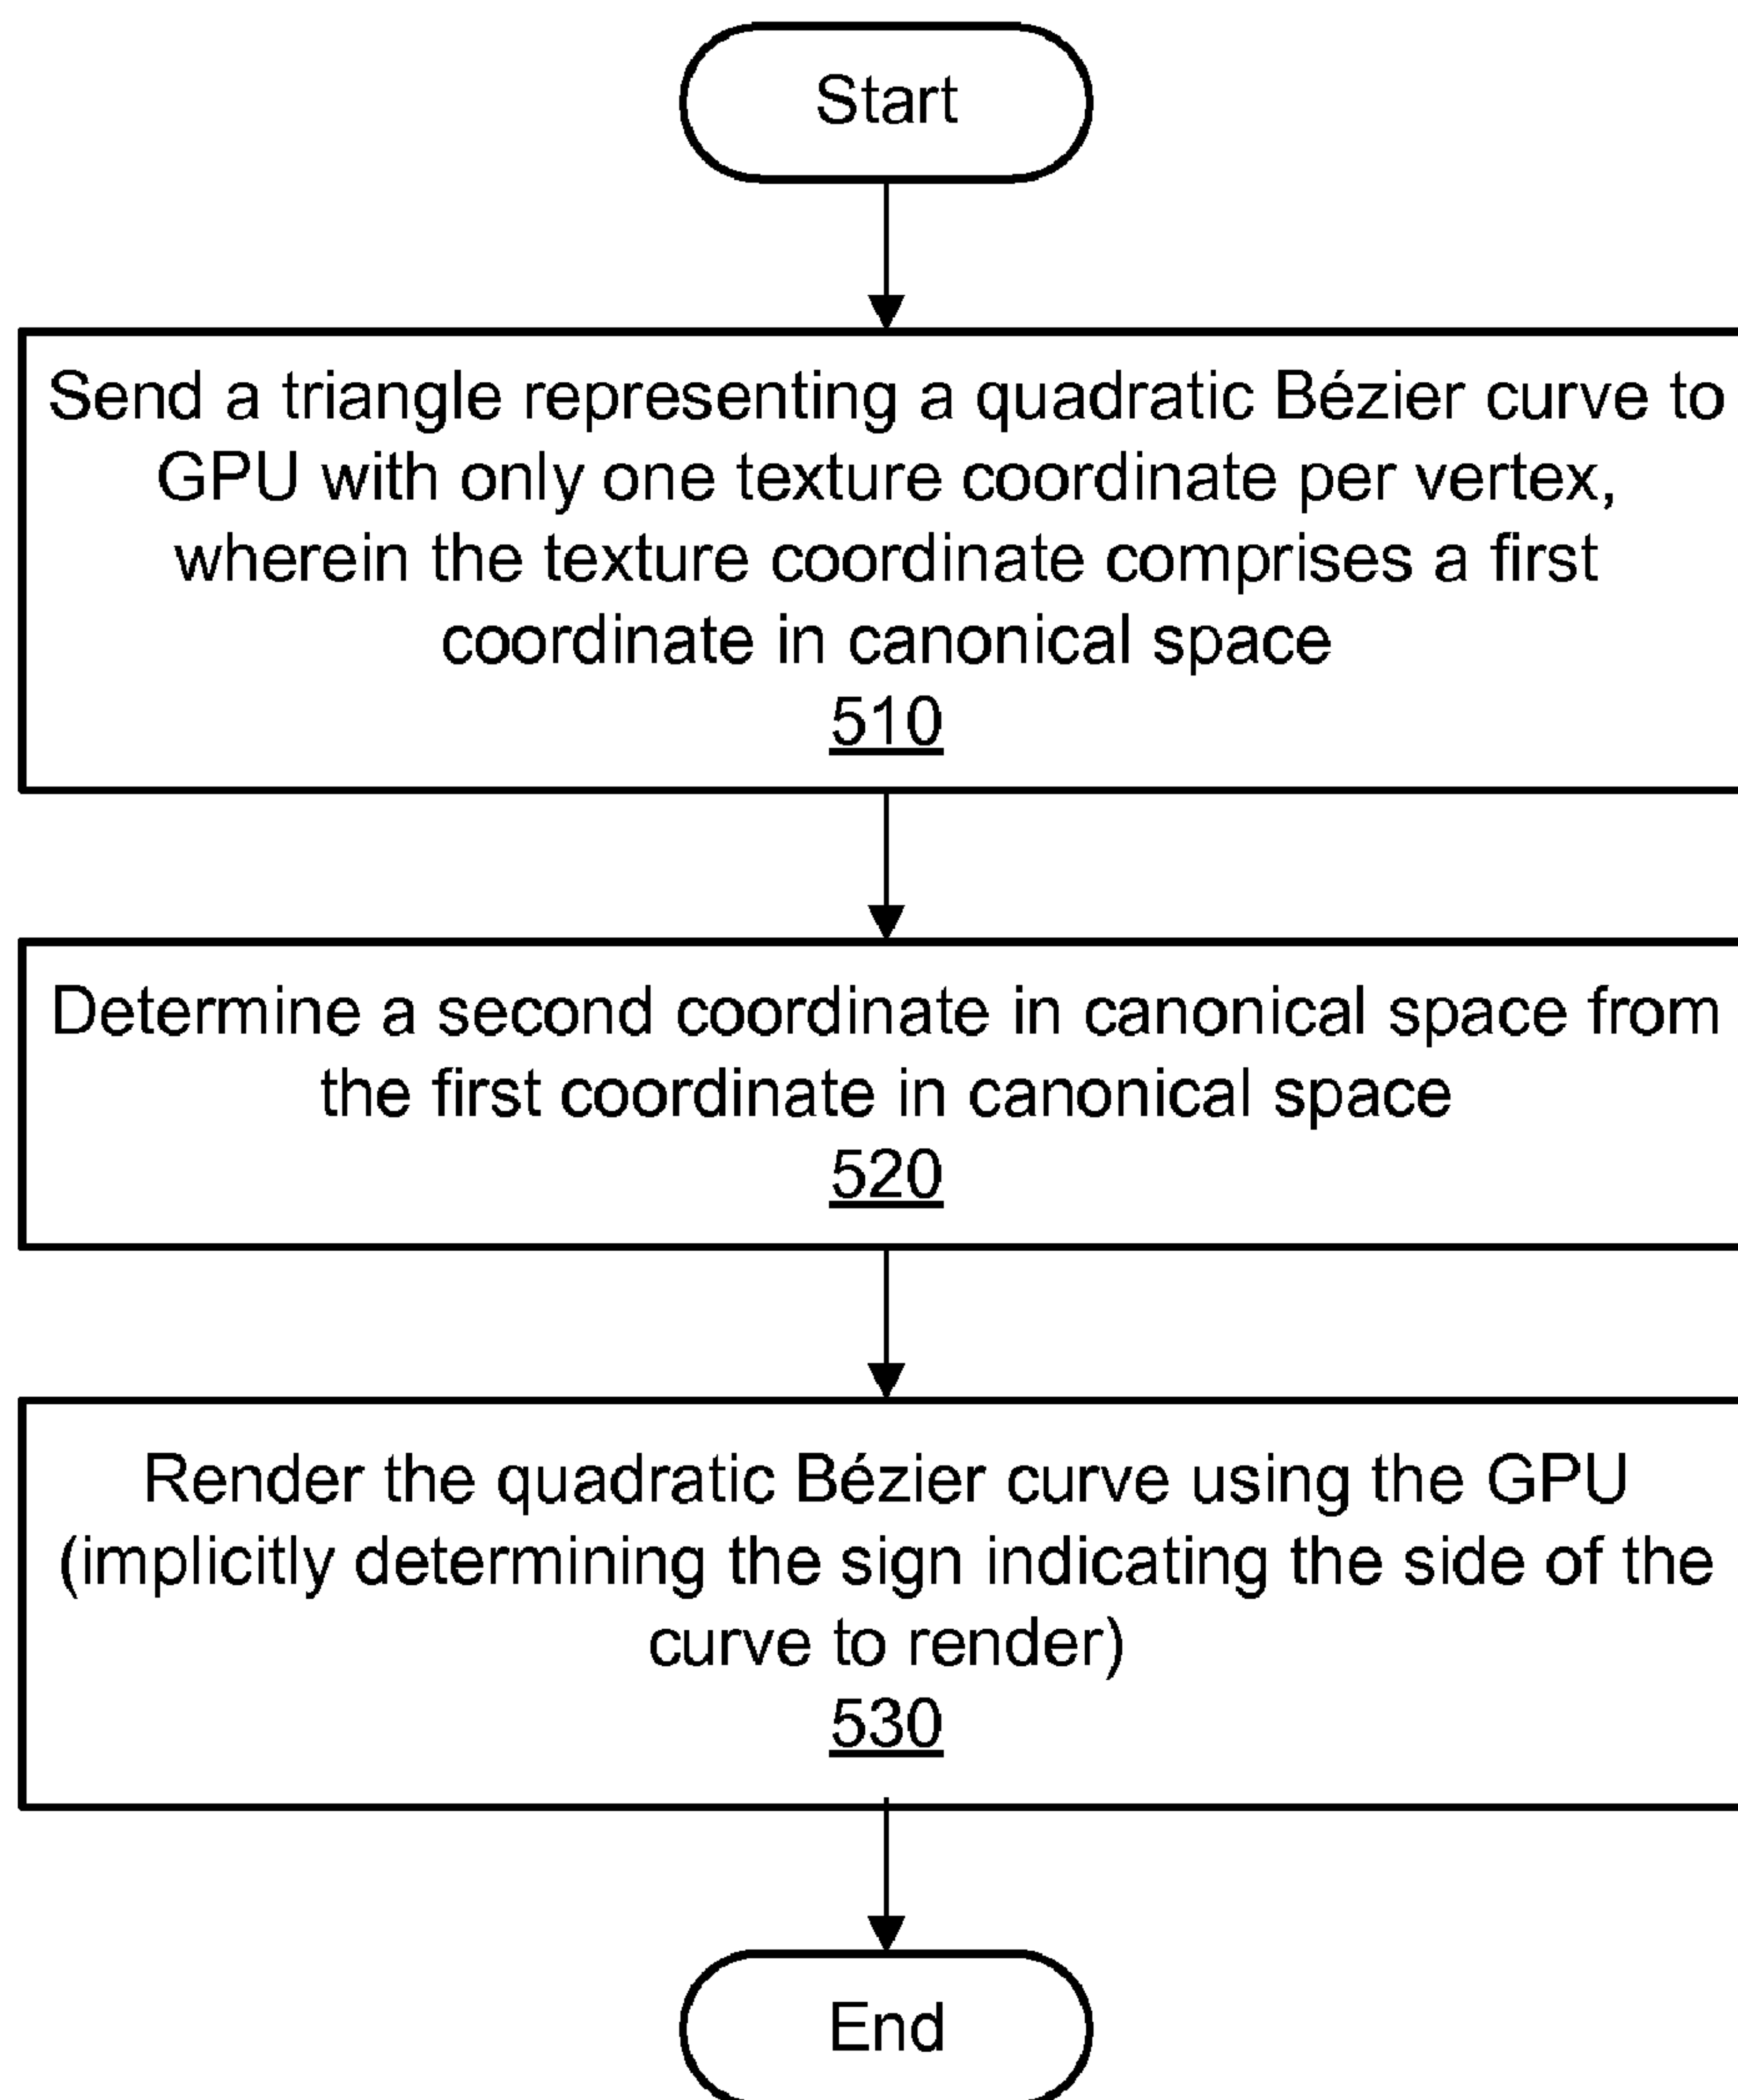 Start
Send a triangle representing a quadratic Bézier curve to
GPU with only one texture coordinate per vertex,
wherein the texture coordinate comprises a first
coordinate in canonical space
510
Determine a second coordinate in canonical space from
the first coordinate in canonical space
520
Render the quadratic Bézier curve using the GPU
(implicitly determining the sign indicating the side of the
curve to render)
530
End